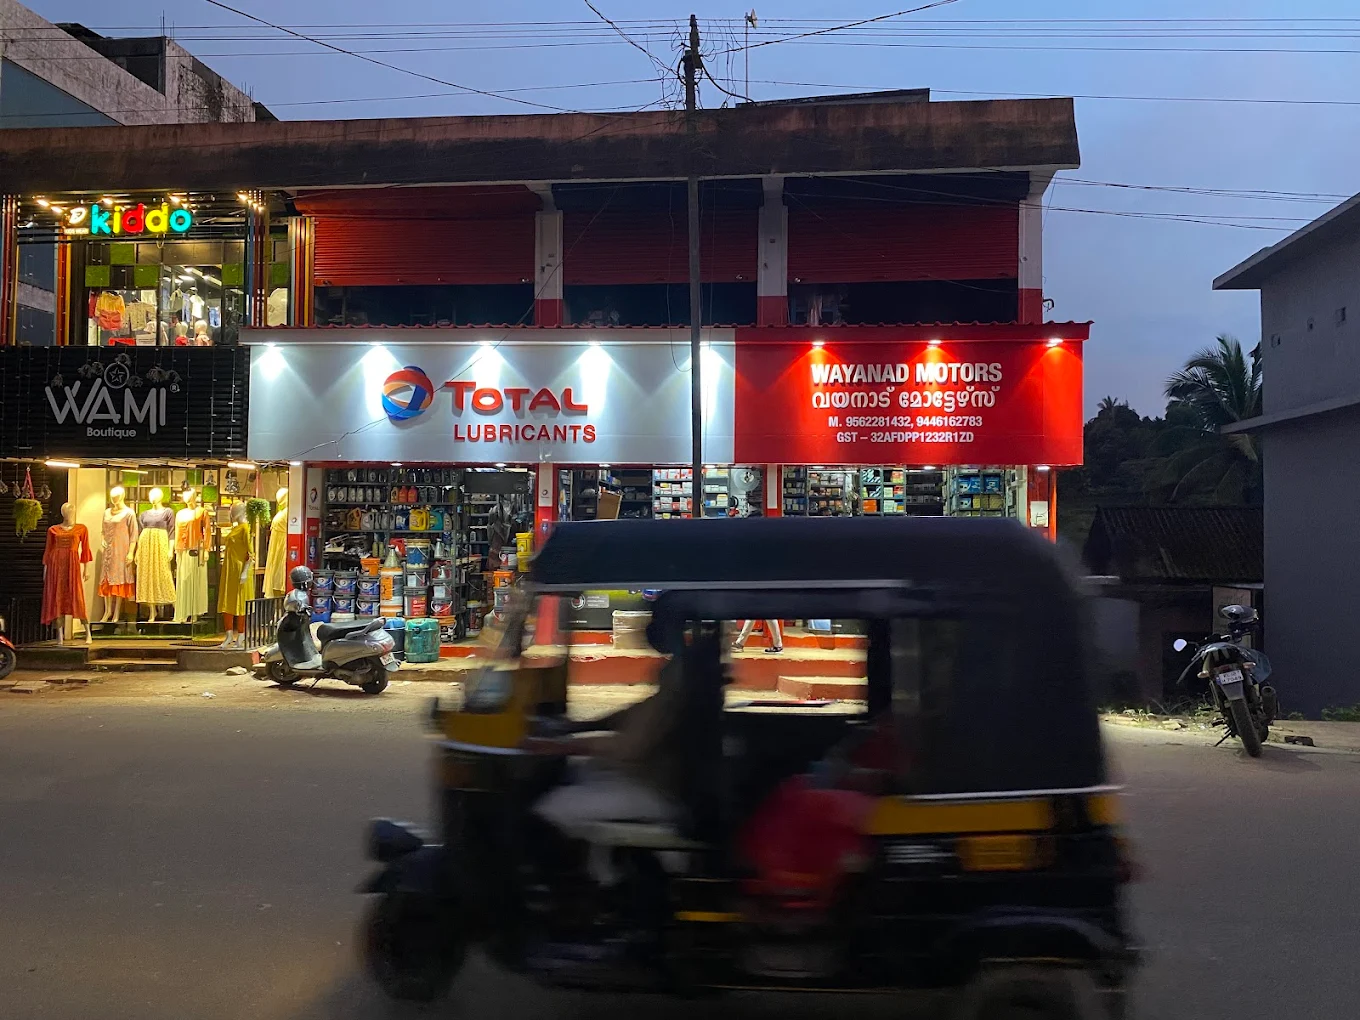 kiddo
WAMI
Boutique
TOTAL
LUBRICANTS
WAYANAD MOTORS
വയനാട് മോട്ടേഴ്സ്
M. 9562281432, 9446162783
GST – 32AFDPP1232R1ZD